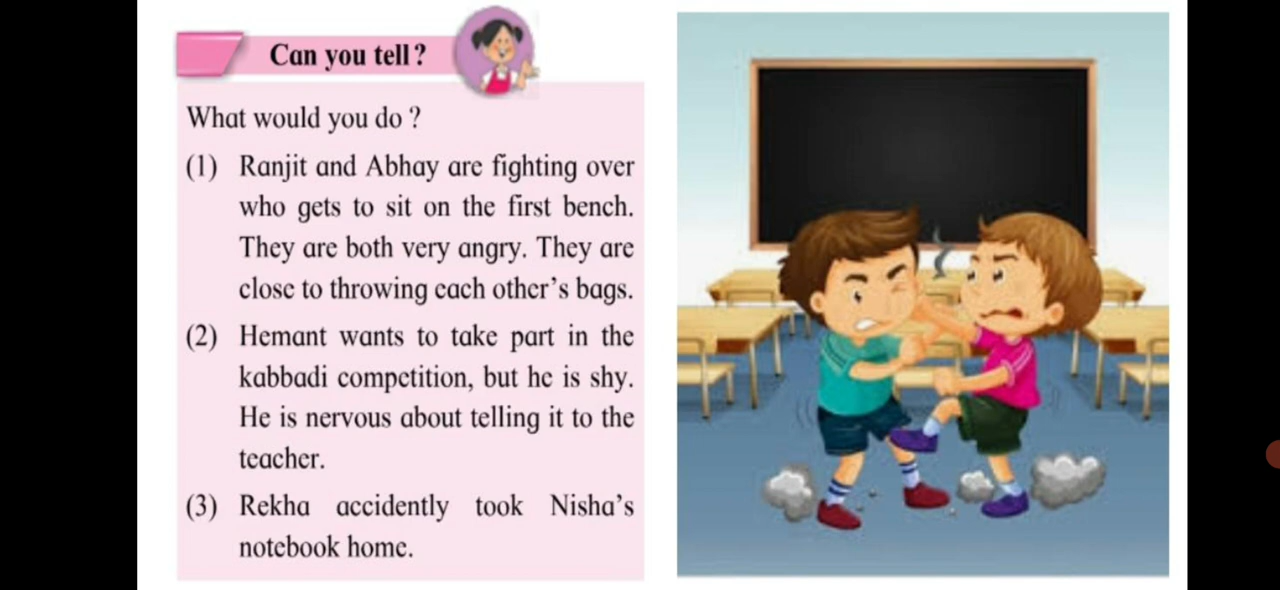 Can you tell ?
What would you do ?
(1) Ranjit and Abhay are fighting over
who gets to sit on the first bench.
They are both very angry. They are
close to throwing each other's bags.
(2) Hemant wants to take part in the
kabbadi competition, but he is shy.
He is nervous about telling it to the
teacher.
(3) Rekha accidently took Nisha's
notebook home.